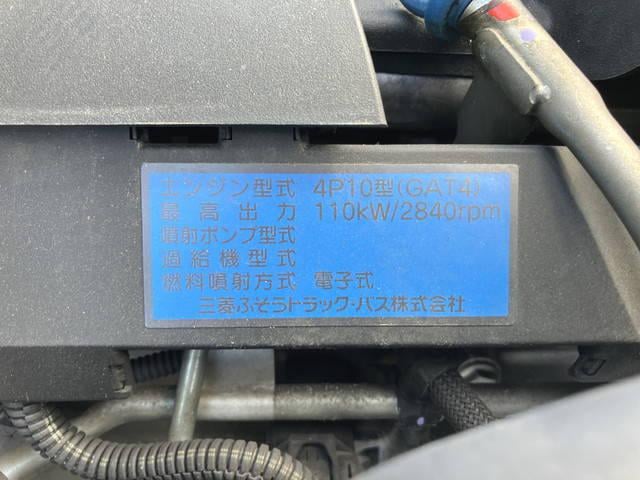 エンジン型式 4P10型(GAT4)
最高出力 110kW/2840rpm
噴射ポンプ型式
過給機型式
燃料噴射方式 電子式
三菱ふそうトラック・バス株式会社